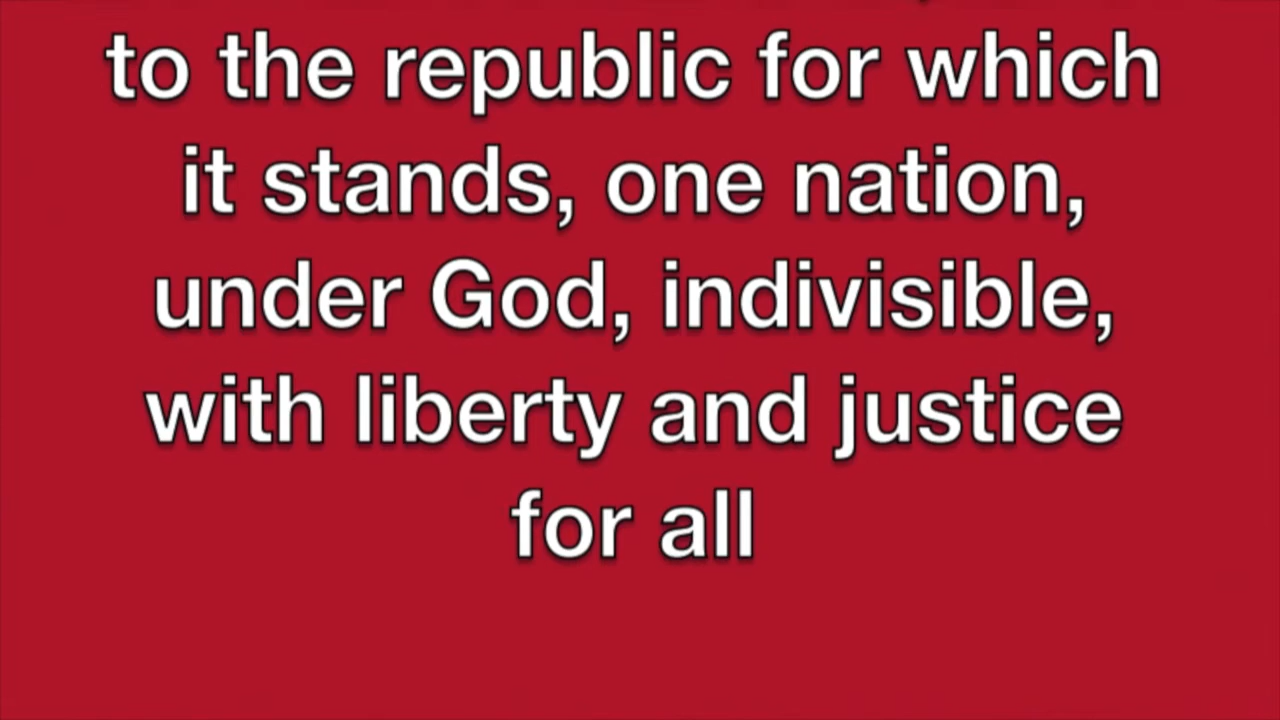 to the republic for which
it stands, one nation,
under God, indivisible,
with liberty and justice
for all